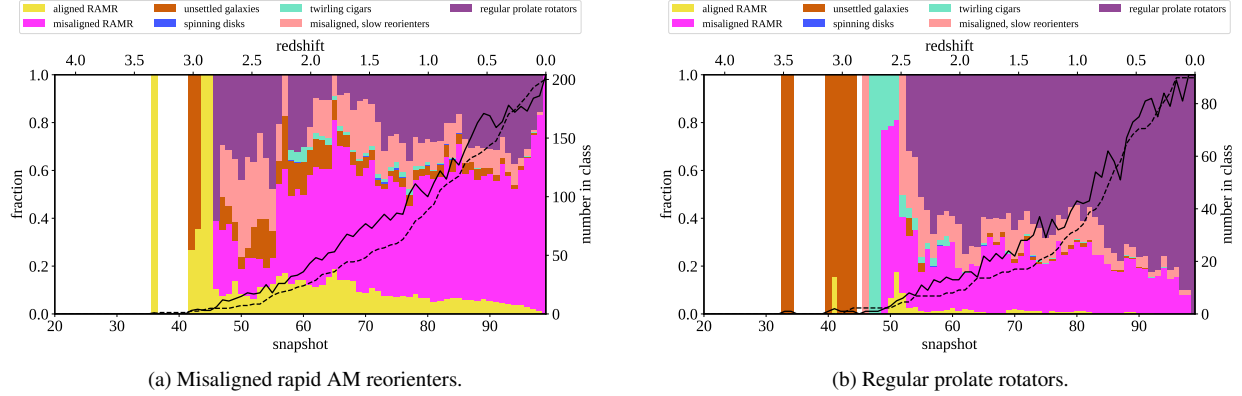 aligned RAMR unsettled galaxies twirling cigars regular prolate rotators
misaligned RAMR spinning disks misaligned, slow reorienters
redshift
4.0 3.5 3.0 2.5 2.0 1.5 1.0 0.5 0.0
1.0 0.8 0.6 0.4 0.2 0.0
fraction
200 150 100 50 0
number in class
20 30 40 50 60 70 80 90
snapshot
(a) Misaligned rapid AM reorienters.
aligned RAMR unsettled galaxies twirling cigars regular prolate rotators
misaligned RAMR spinning disks misaligned, slow reorienters
redshift
4.0 3.5 3.0 2.5 2.0 1.5 1.0 0.5 0.0
1.0 0.8 0.6 0.4 0.2 0.0
fraction
80 60 40 20 0
number in class
20 30 40 50 60 70 80 90
snapshot
(b) Regular prolate rotators.